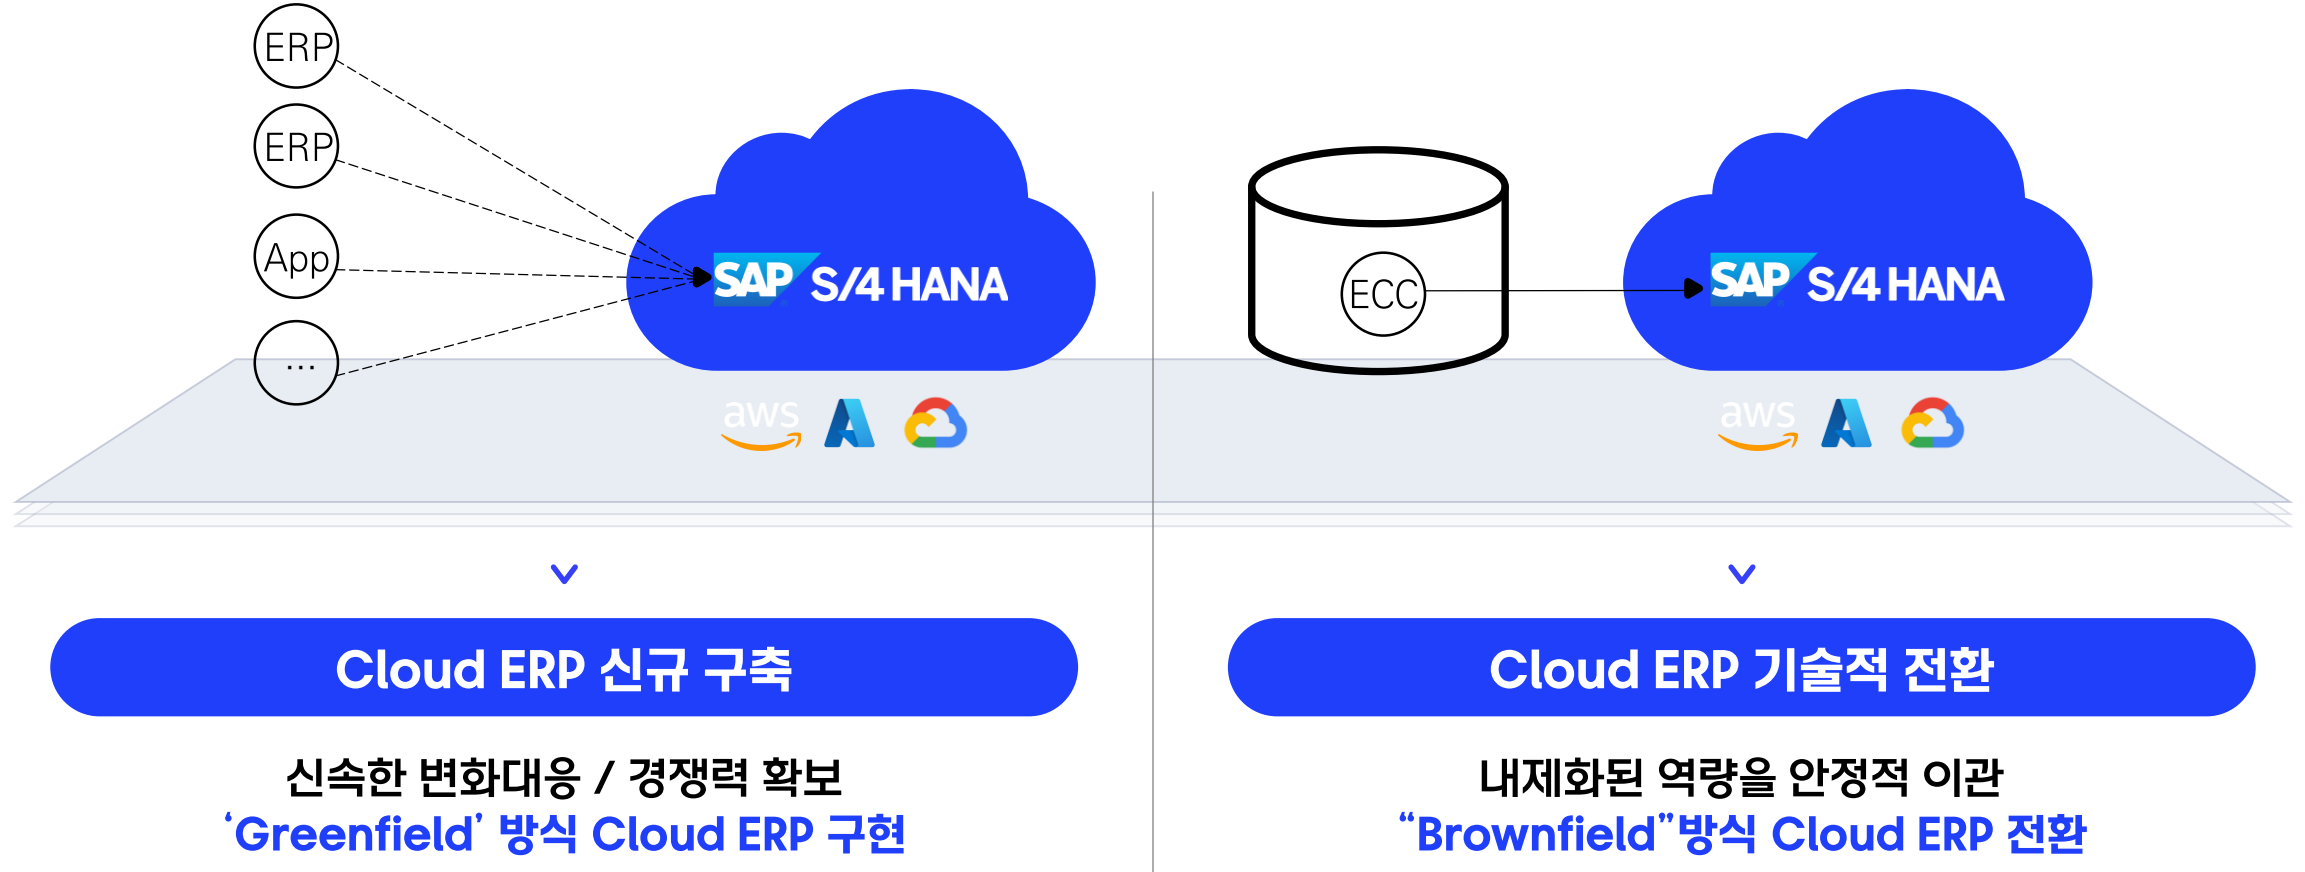 ERP
ERP
App
...
SAP S/4 HANA
aws
Cloud ERP 신규 구축
신속한 변화대응 / 경쟁력 확보
‘Greenfield’ 방식 Cloud ERP 구현
ECC
SAP S/4 HANA
aws
Cloud ERP 기술적 전환
내제화된 역량을 안정적 이관
“Brownfield”방식 Cloud ERP 전환